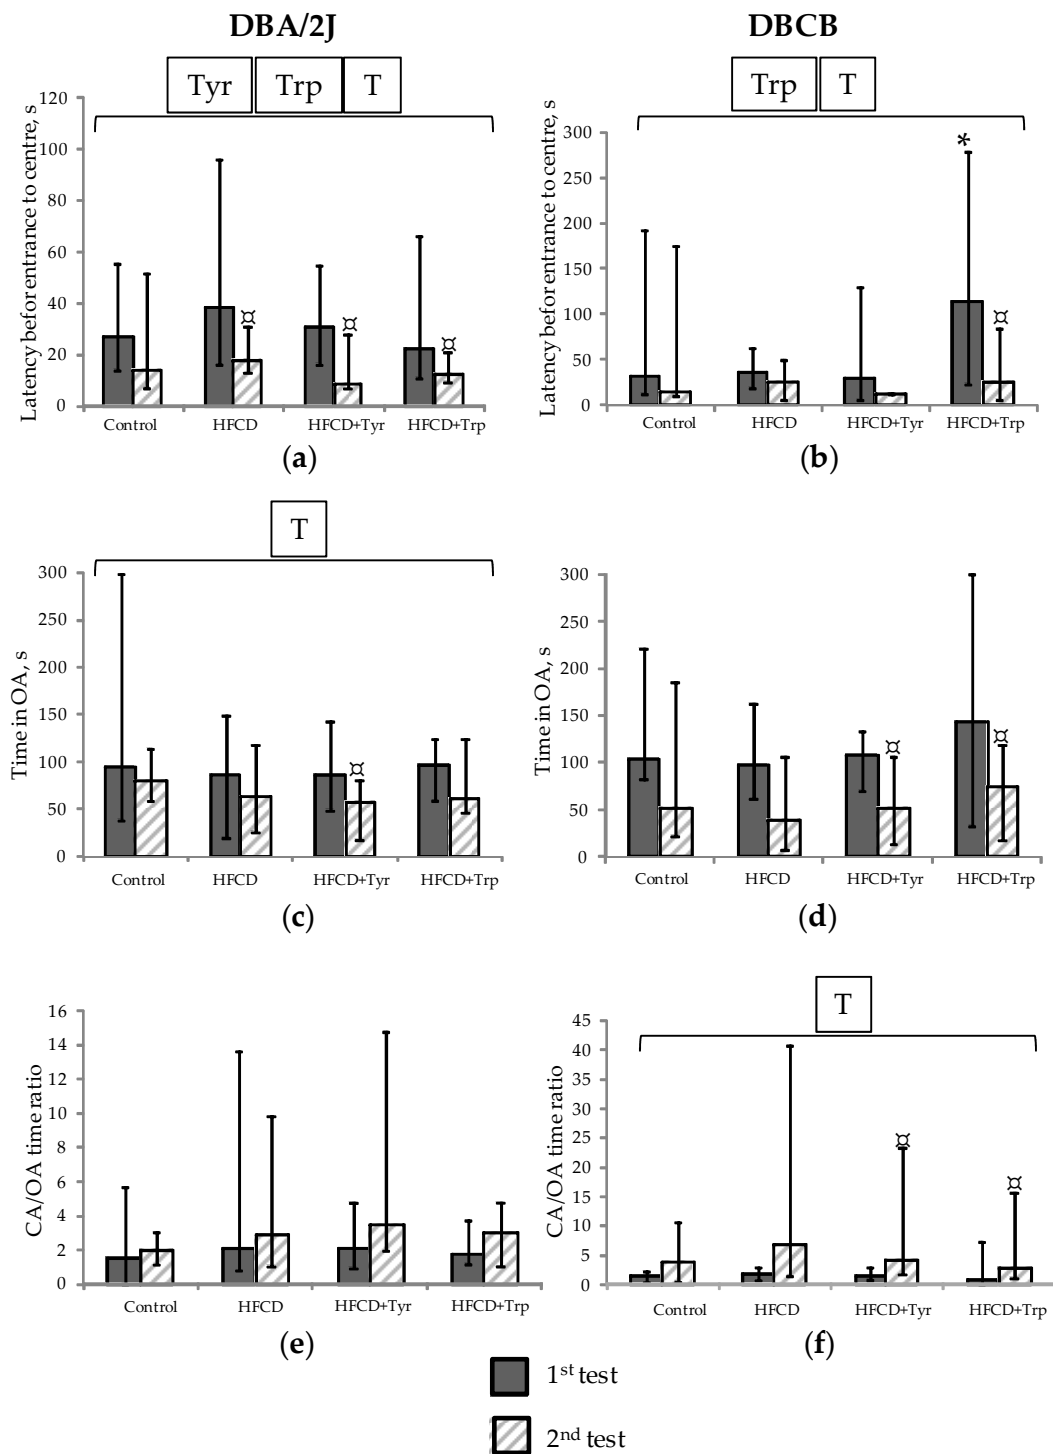 DBA/2J
DBCB
Tyr Trp T
Trp T
Latency before entrance to centre, s
120
100
80
60
40
20
0
¤ ¤ ¤
Control HFCD HFCD+Tyr HFCD+Trp
(a)
Latency before entrance to centre, s
300
250
200
150
100
50
0
* ¤
Control HFCD HFCD+Tyr HFCD+Trp
(b)
T
Time in OA, s
300
250
200
150
100
50
0
¤
Control HFCD HFCD+Tyr HFCD+Trp
(c)
Time in OA, s
300
250
200
150
100
50
0
¤ ¤
Control HFCD HFCD+Tyr HFCD+Trp
(d)
CA/OA time ratio
16
14
12
10
8
6
4
2
0
Control HFCD HFCD+Tyr HFCD+Trp
(e)
T
CA/OA time ratio
45
40
35
30
25
20
15
10
5
0
¤ ¤
Control HFCD HFCD+Tyr HFCD+Trp
(f)
1st test
2nd test